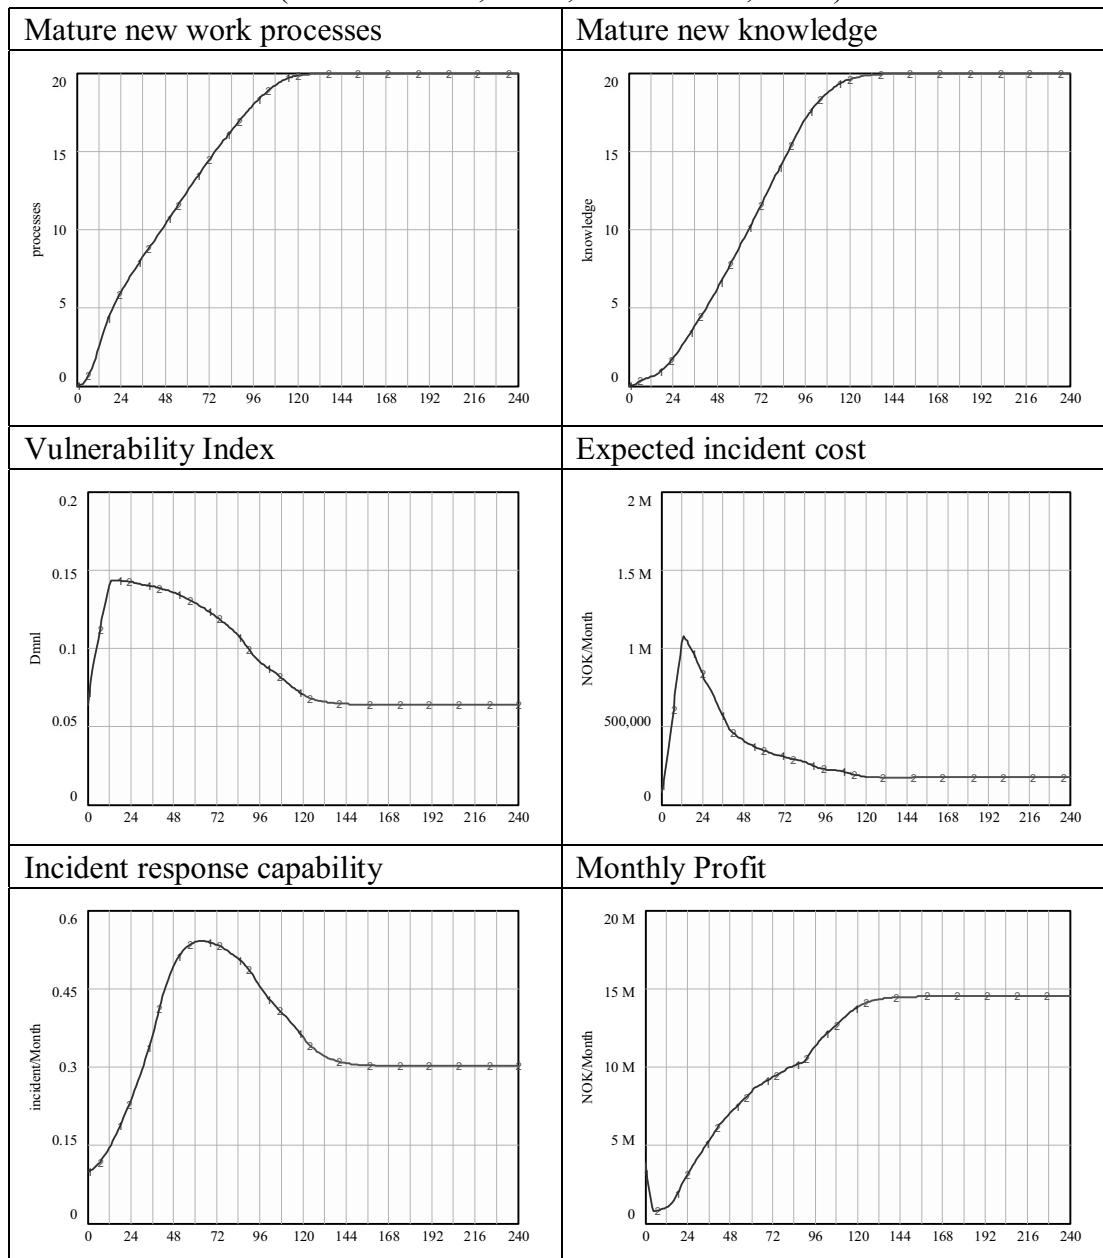 Mature new work processes
Mature new knowledge
20
15
10
5
0
processes
0 24 48 72 96 120 144 168 192 216 240
20
15
10
5
0
knowledge
0 24 48 72 96 120 144 168 192 216 240
Vulnerability Index
Expected incident cost
0.2
0.15
0.1
0.05
0
Dmnl
0 24 48 72 96 120 144 168 192 216 240
2 M
1.5 M
1 M
500,000
0
NOK/Month
0 24 48 72 96 120 144 168 192 216 240
Incident response capability
Monthly Profit
0.6
0.45
0.3
0.15
0
incident/Month
0 24 48 72 96 120 144 168 192 216 240
20 M
15 M
10 M
5 M
0
NOK/Month
0 24 48 72 96 120 144 168 192 216 240